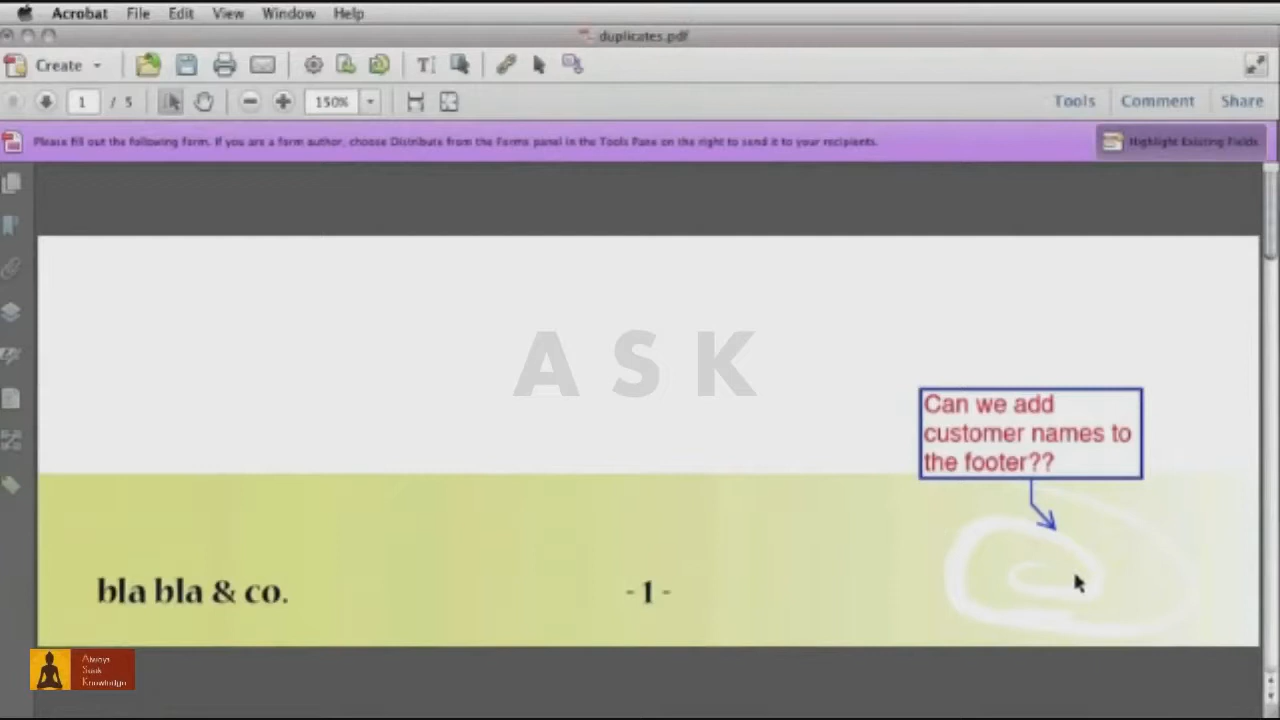 Acrobat File Edit View Window Help
duplicates.pdf
Create
1 / 5 150% Tools Comment Share
Please fill out the following form. If you are a form author, choose Distribute from the Forms panel in the Tools Pane on the right to send it to your recipients. Highlight Existing Fields
A S K
Can we add
customer names to
the footer??
bla bla & co. - 1 -
Always
Seek
Knowledge